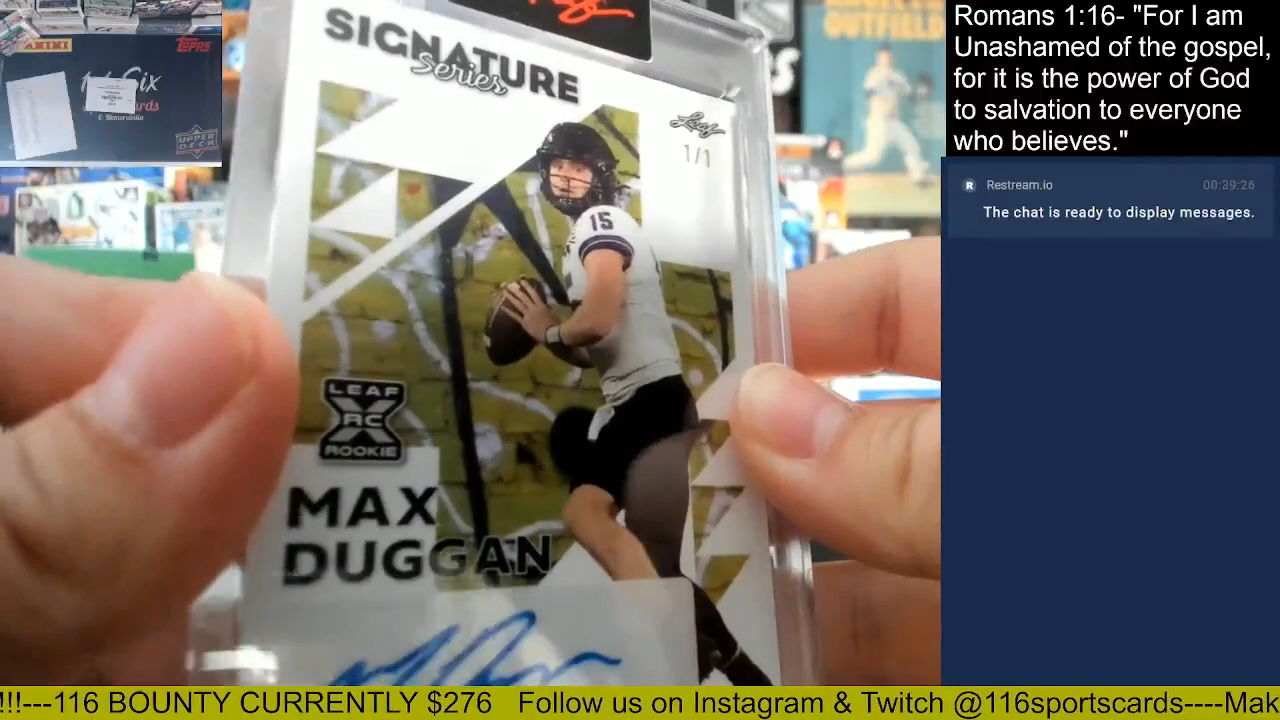 Romans 1:16- "For I am
Unashamed of the gospel,
for it is the power of God
to salvation to everyone
who believes."
R Restream.io 00:39:26
The chat is ready to display messages.
PANINI
TOPPS
Six
UPPER
DECK
SIGNATURE
Series
Leaf
1/1
15
LEAF
X
RC
ROOKIE
MAX
DUGGAN
!!!---116 BOUNTY CURRENTLY $276 Follow us on Instagram & Twitch @116sportscards----Mak